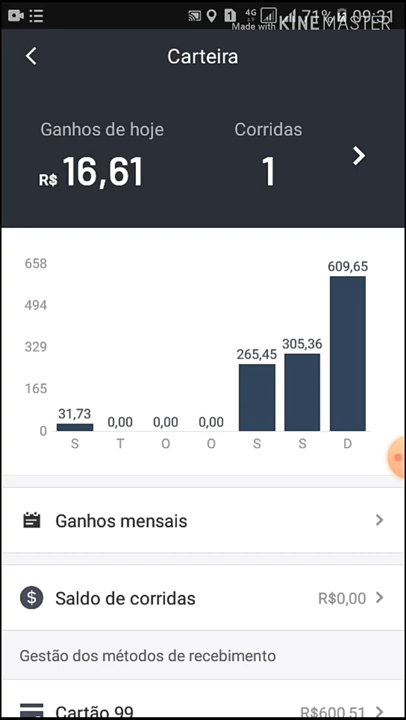 4G 71% 09:31
Made with KINEMASTER
Carteira
Ganhos de hoje Corridas
R$ 16,61 1
658
494
329
165
0
31,73 0,00 0,00 0,00 265,45 305,36 609,65
S T Q Q S S D
Ganhos mensais
Saldo de corridas R$0,00
Gestão dos métodos de recebimento
Cartão 99 R$600,51